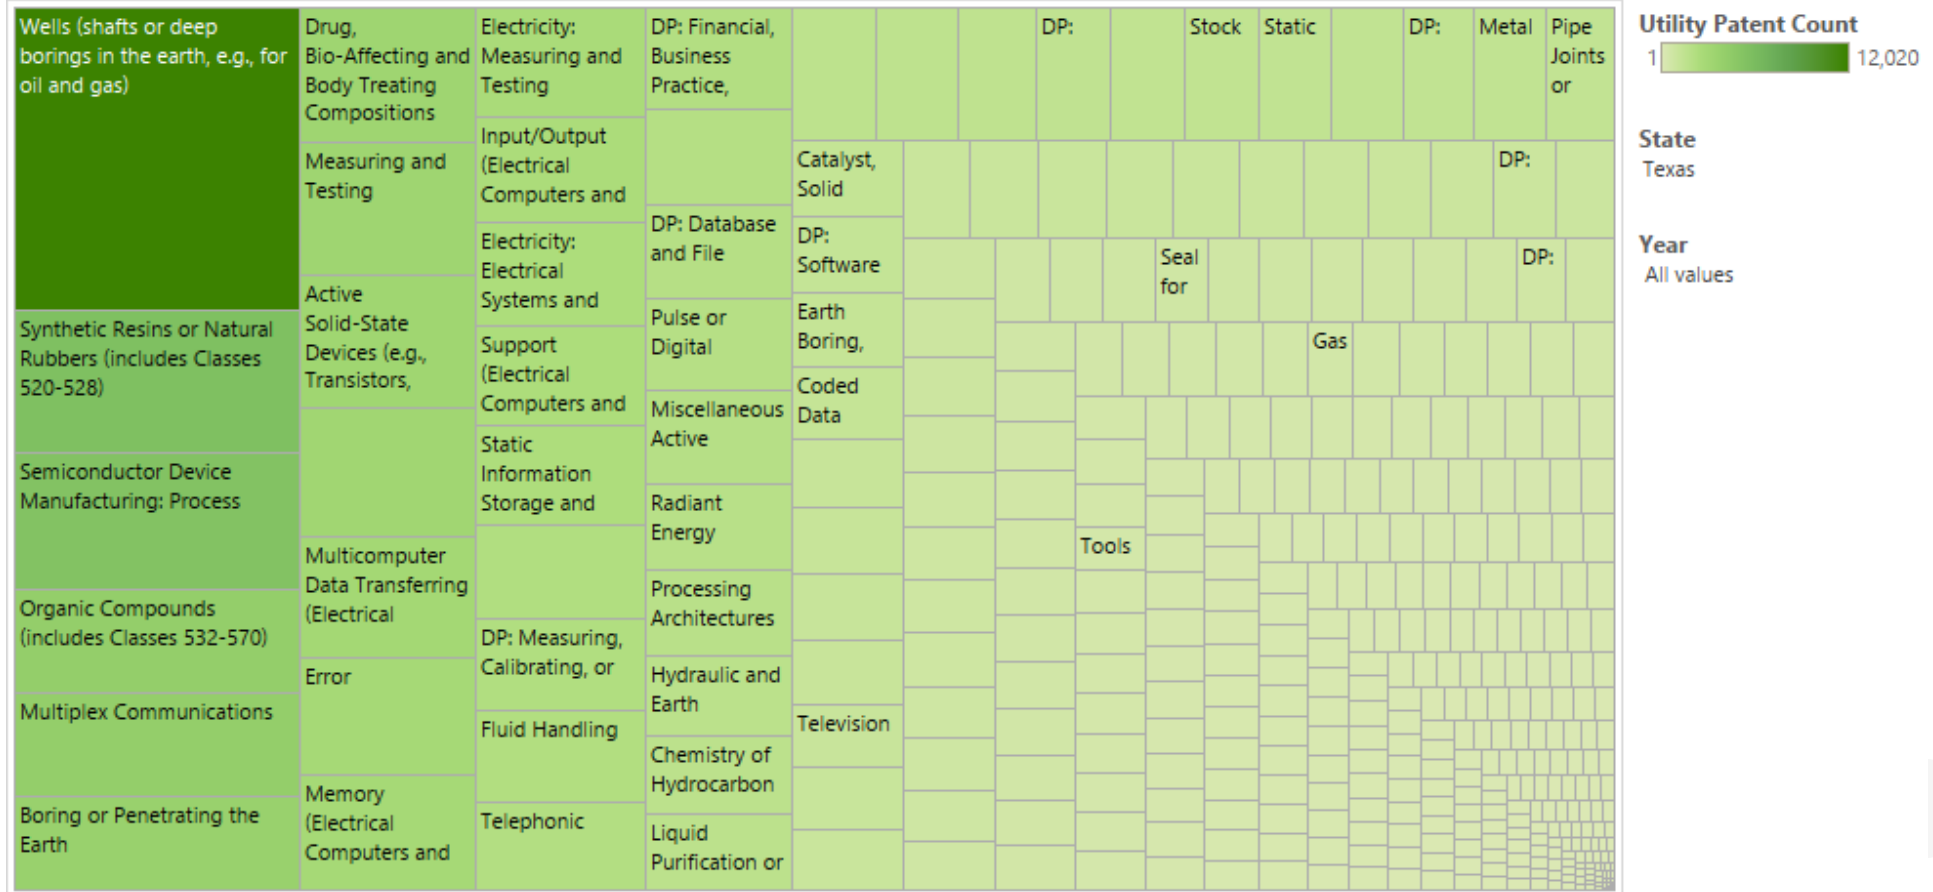 Wells (shafts or deep
borings in the earth, e.g., for
oil and gas)
Synthetic Resins or Natural
Rubbers (includes Classes
520-528)
Semiconductor Device
Manufacturing: Process
Organic Compounds
(includes Classes 532-570)
Multiplex Communications
Boring or Penetrating the
Earth
Drug,
Bio-Affecting and
Body Treating
Compositions
Measuring and
Testing
Active
Solid-State
Devices (e.g.,
Transistors,
Multicomputer
Data Transferring
(Electrical
Error
Memory
(Electrical
Computers and
Electricity:
Measuring and
Testing
Input/Output
(Electrical
Computers and
Electricity:
Electrical
Systems and
Support
(Electrical
Computers and
Static
Information
Storage and
DP: Measuring,
Calibrating, or
Fluid Handling
Telephonic
DP: Financial,
Business
Practice,
DP: Database
and File
Pulse or
Digital
Miscellaneous
Active
Radiant
Energy
Processing
Architectures
Hydraulic and
Earth
Chemistry of
Hydrocarbon
Liquid
Purification or
Catalyst,
Solid
DP:
Software
Earth
Boring,
Coded
Data
Television
DP:
Stock
Static
DP:
Metal
Pipe
Joints
or
DP:
Seal
for
DP:
Gas
Tools
Utility Patent Count
1 12,020
State
Texas
Year
All values